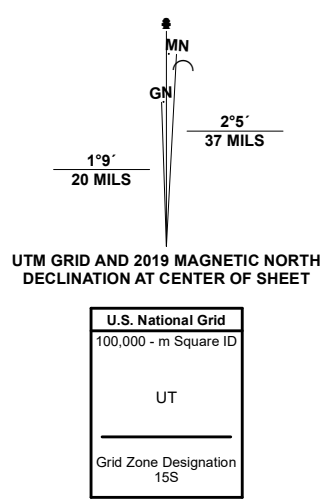 MN
GN
2°5´
37 MILS
1°9´
20 MILS
UTM GRID AND 2019 MAGNETIC NORTH
DECLINATION AT CENTER OF SHEET
U.S. National Grid
100,000 - m Square ID
UT
Grid Zone Designation
15S